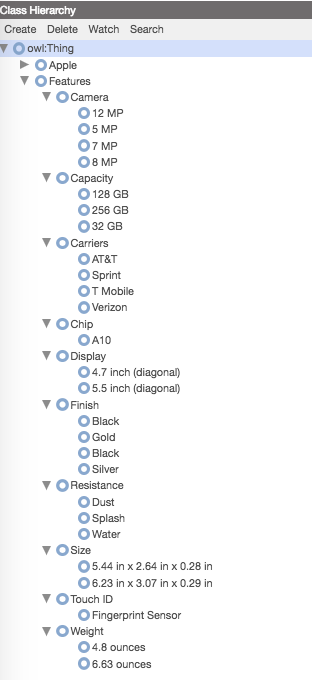 Class Hierarchy
Create Delete Watch Search
owl:Thing
Apple
Features
Camera
12 MP
5 MP
7 MP
8 MP
Capacity
128 GB
256 GB
32 GB
Carriers
AT&T
Sprint
T Mobile
Verizon
Chip
A10
Display
4.7 inch (diagonal)
5.5 inch (diagonal)
Finish
Black
Gold
Black
Silver
Resistance
Dust
Splash
Water
Size
5.44 in x 2.64 in x 0.28 in
6.23 in x 3.07 in x 0.29 in
Touch ID
Fingerprint Sensor
Weight
4.8 ounces
6.63 ounces